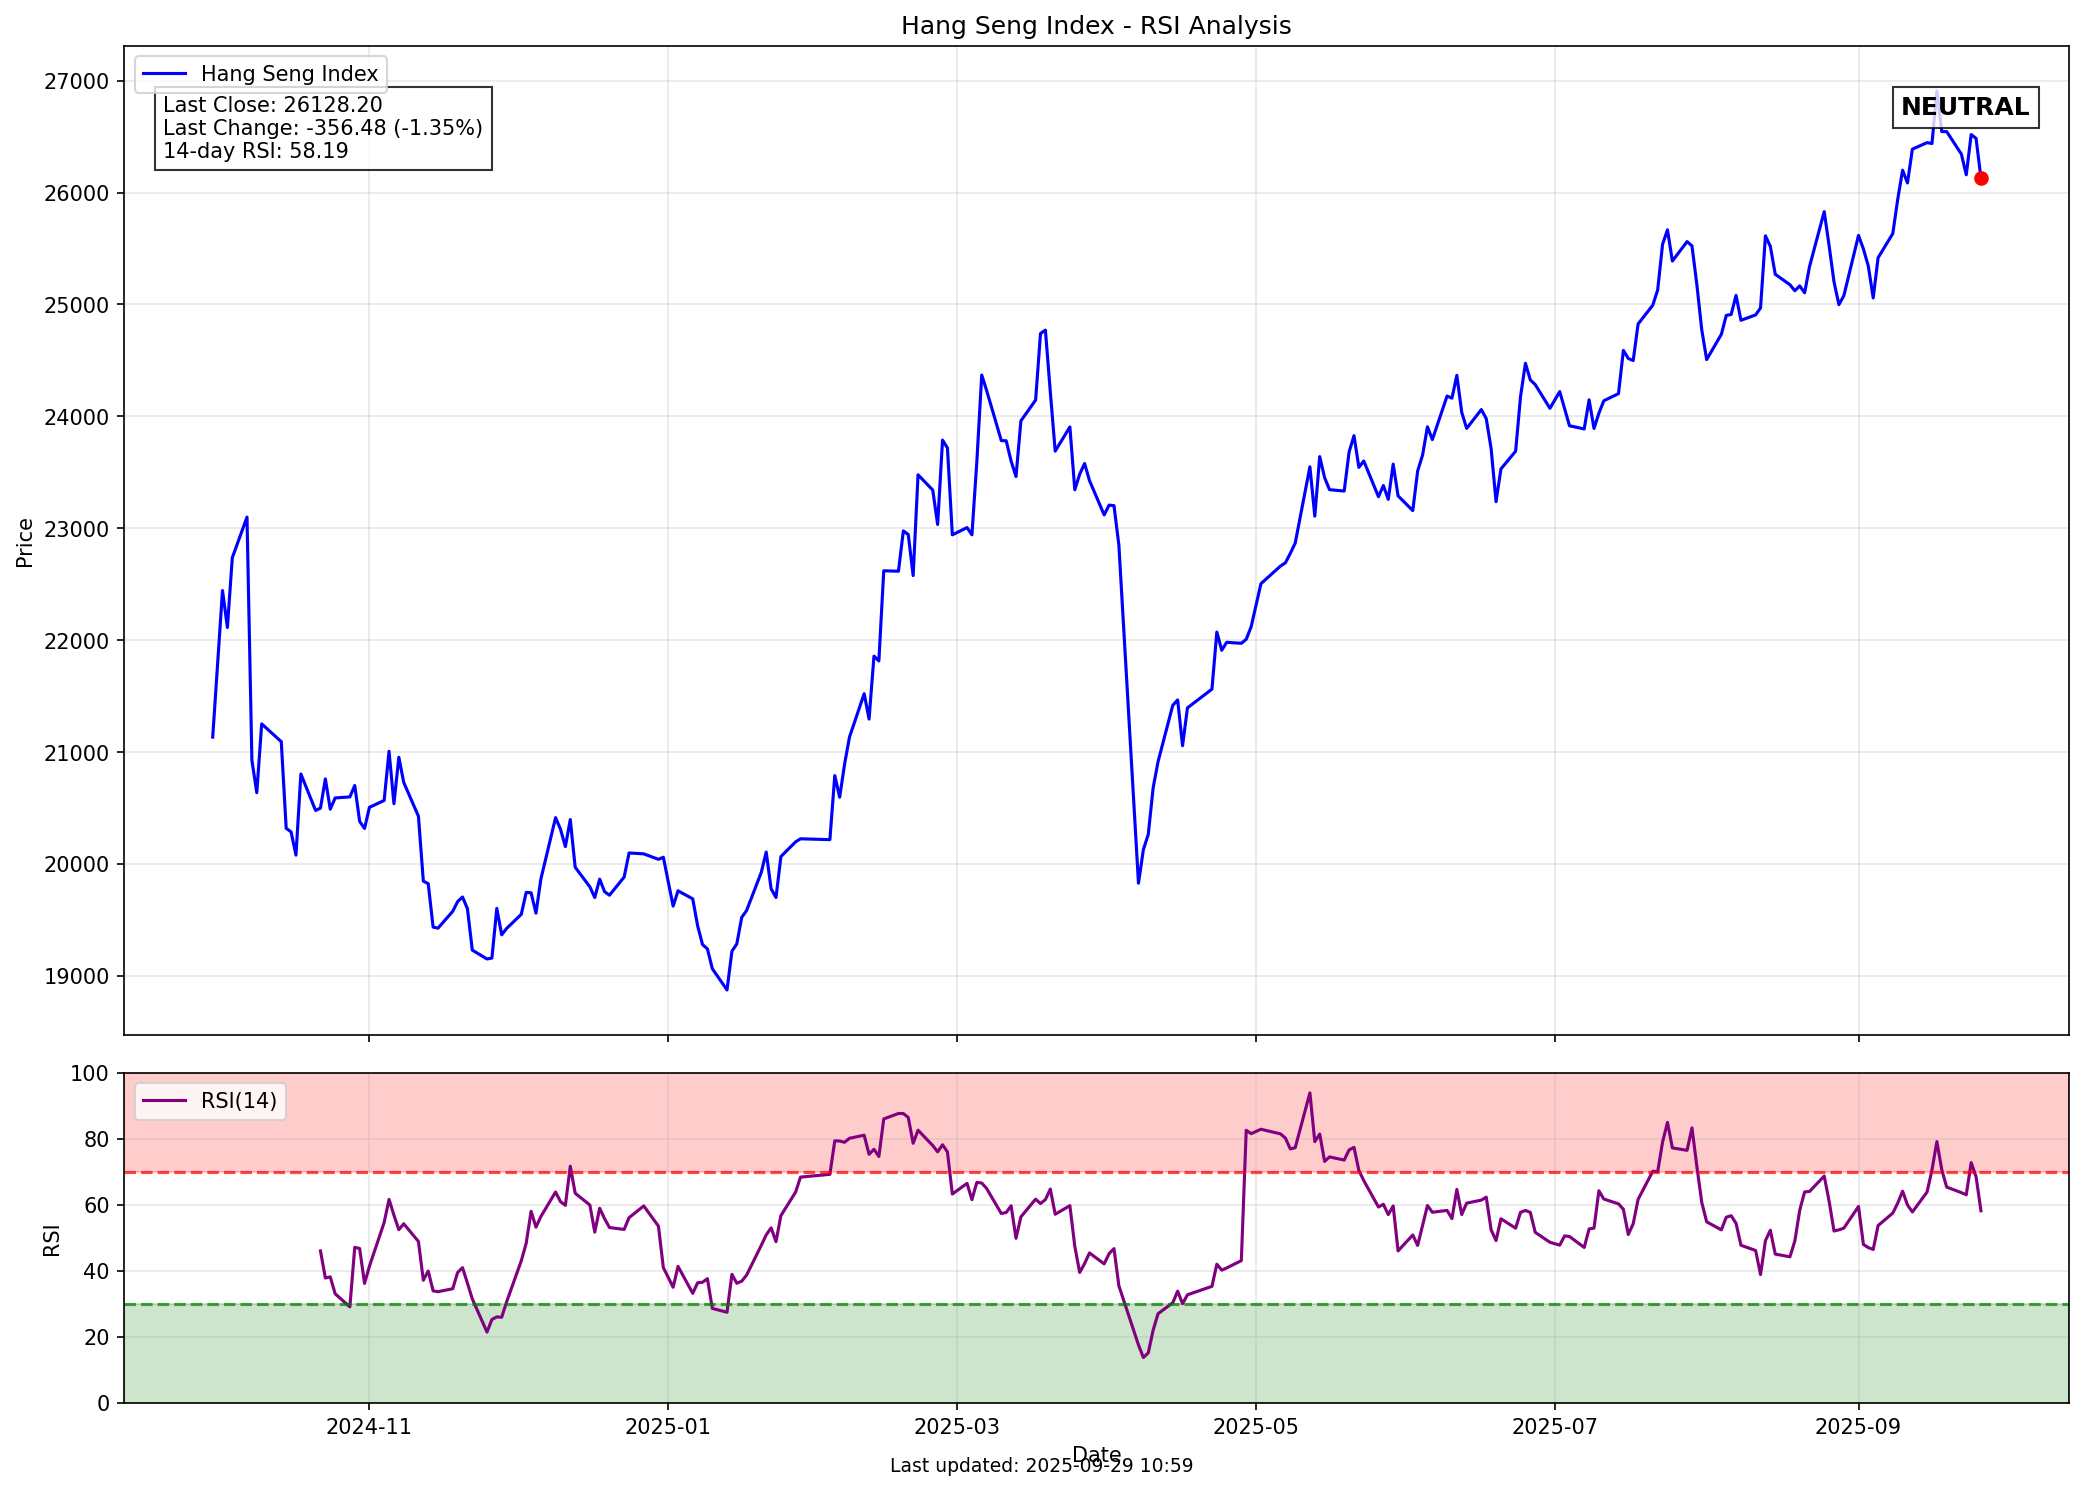 Hang Seng Index - RSI Analysis
Hang Seng Index
Last Close: 26128.20
Last Change: -356.48 (-1.35%)
14-day RSI: 58.19
NEUTRAL
Price
27000
26000
25000
24000
23000
22000
21000
20000
19000
RSI(14)
RSI
100
80
60
40
20
0
2024-11
2025-01
2025-03
2025-05
2025-07
2025-09
Date
Last updated: 2025-09-29 10:59